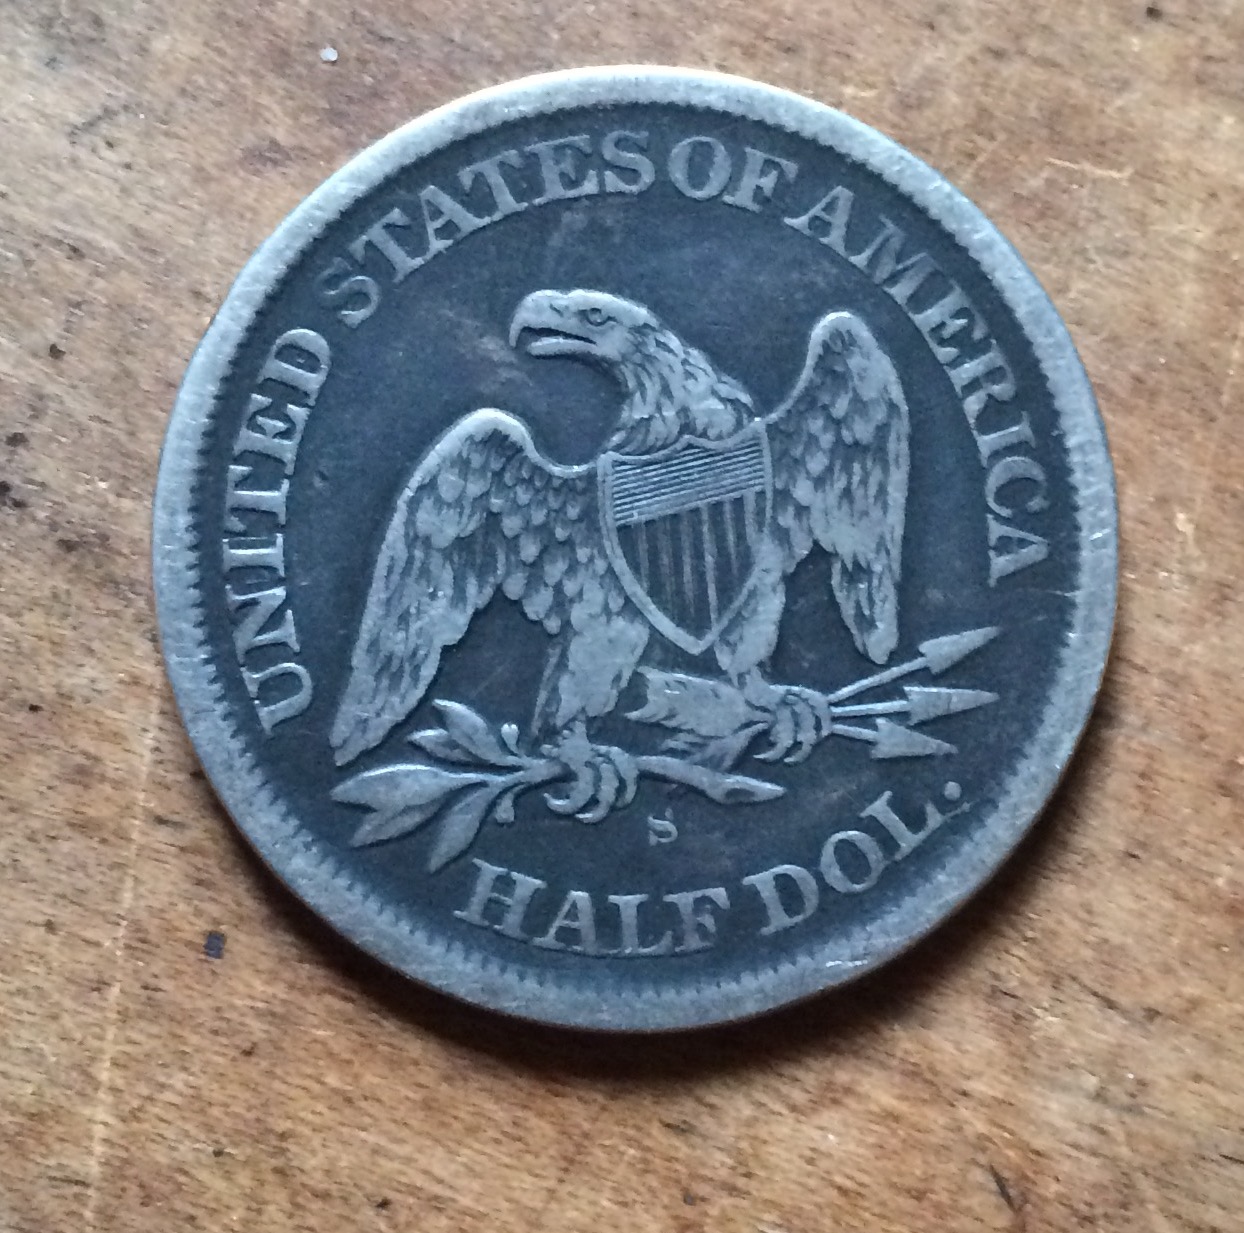 UNITED STATES OF AMERICA
S
HALF DOL.